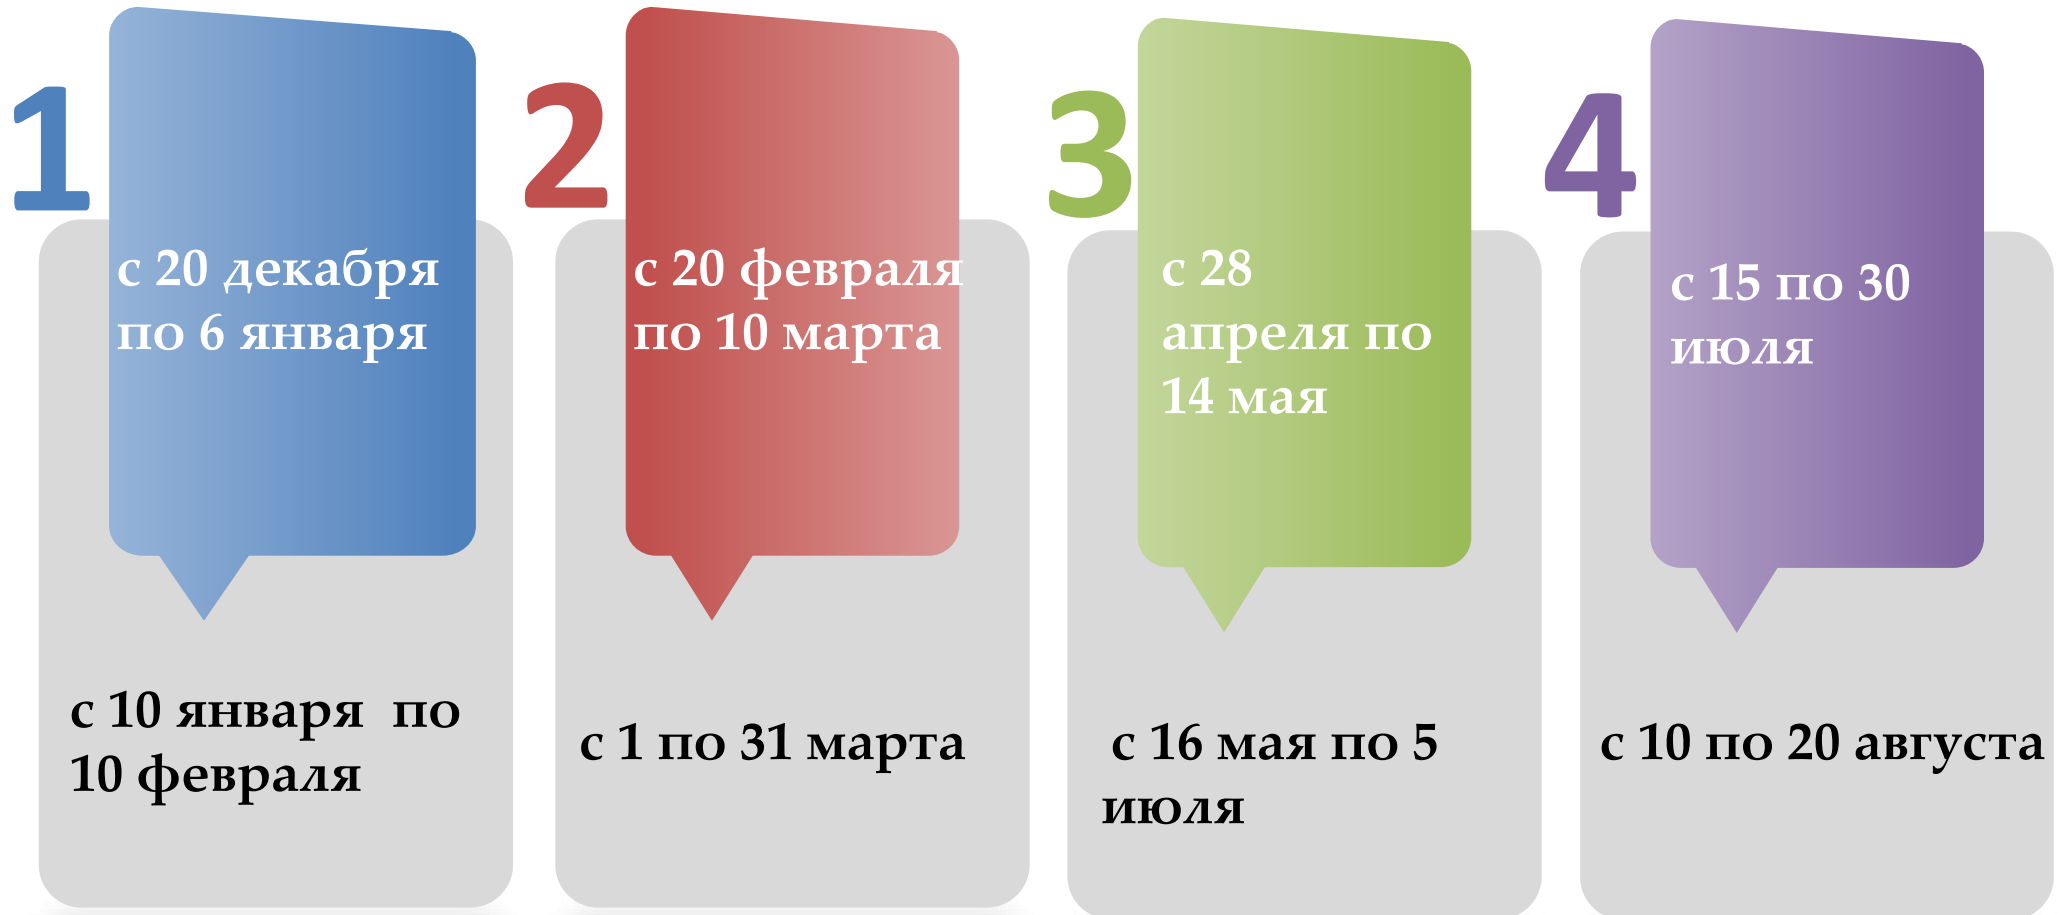 1
с 20 декабря
по 6 января
с 10 января  по
10 февраля
2
с 20 февраля
по 10 марта
с 1 по 31 марта
3
с 28
апреля по
14 мая
с 16 мая по 5
июля
4
с 15 по 30
июля
с 10 по 20 августа